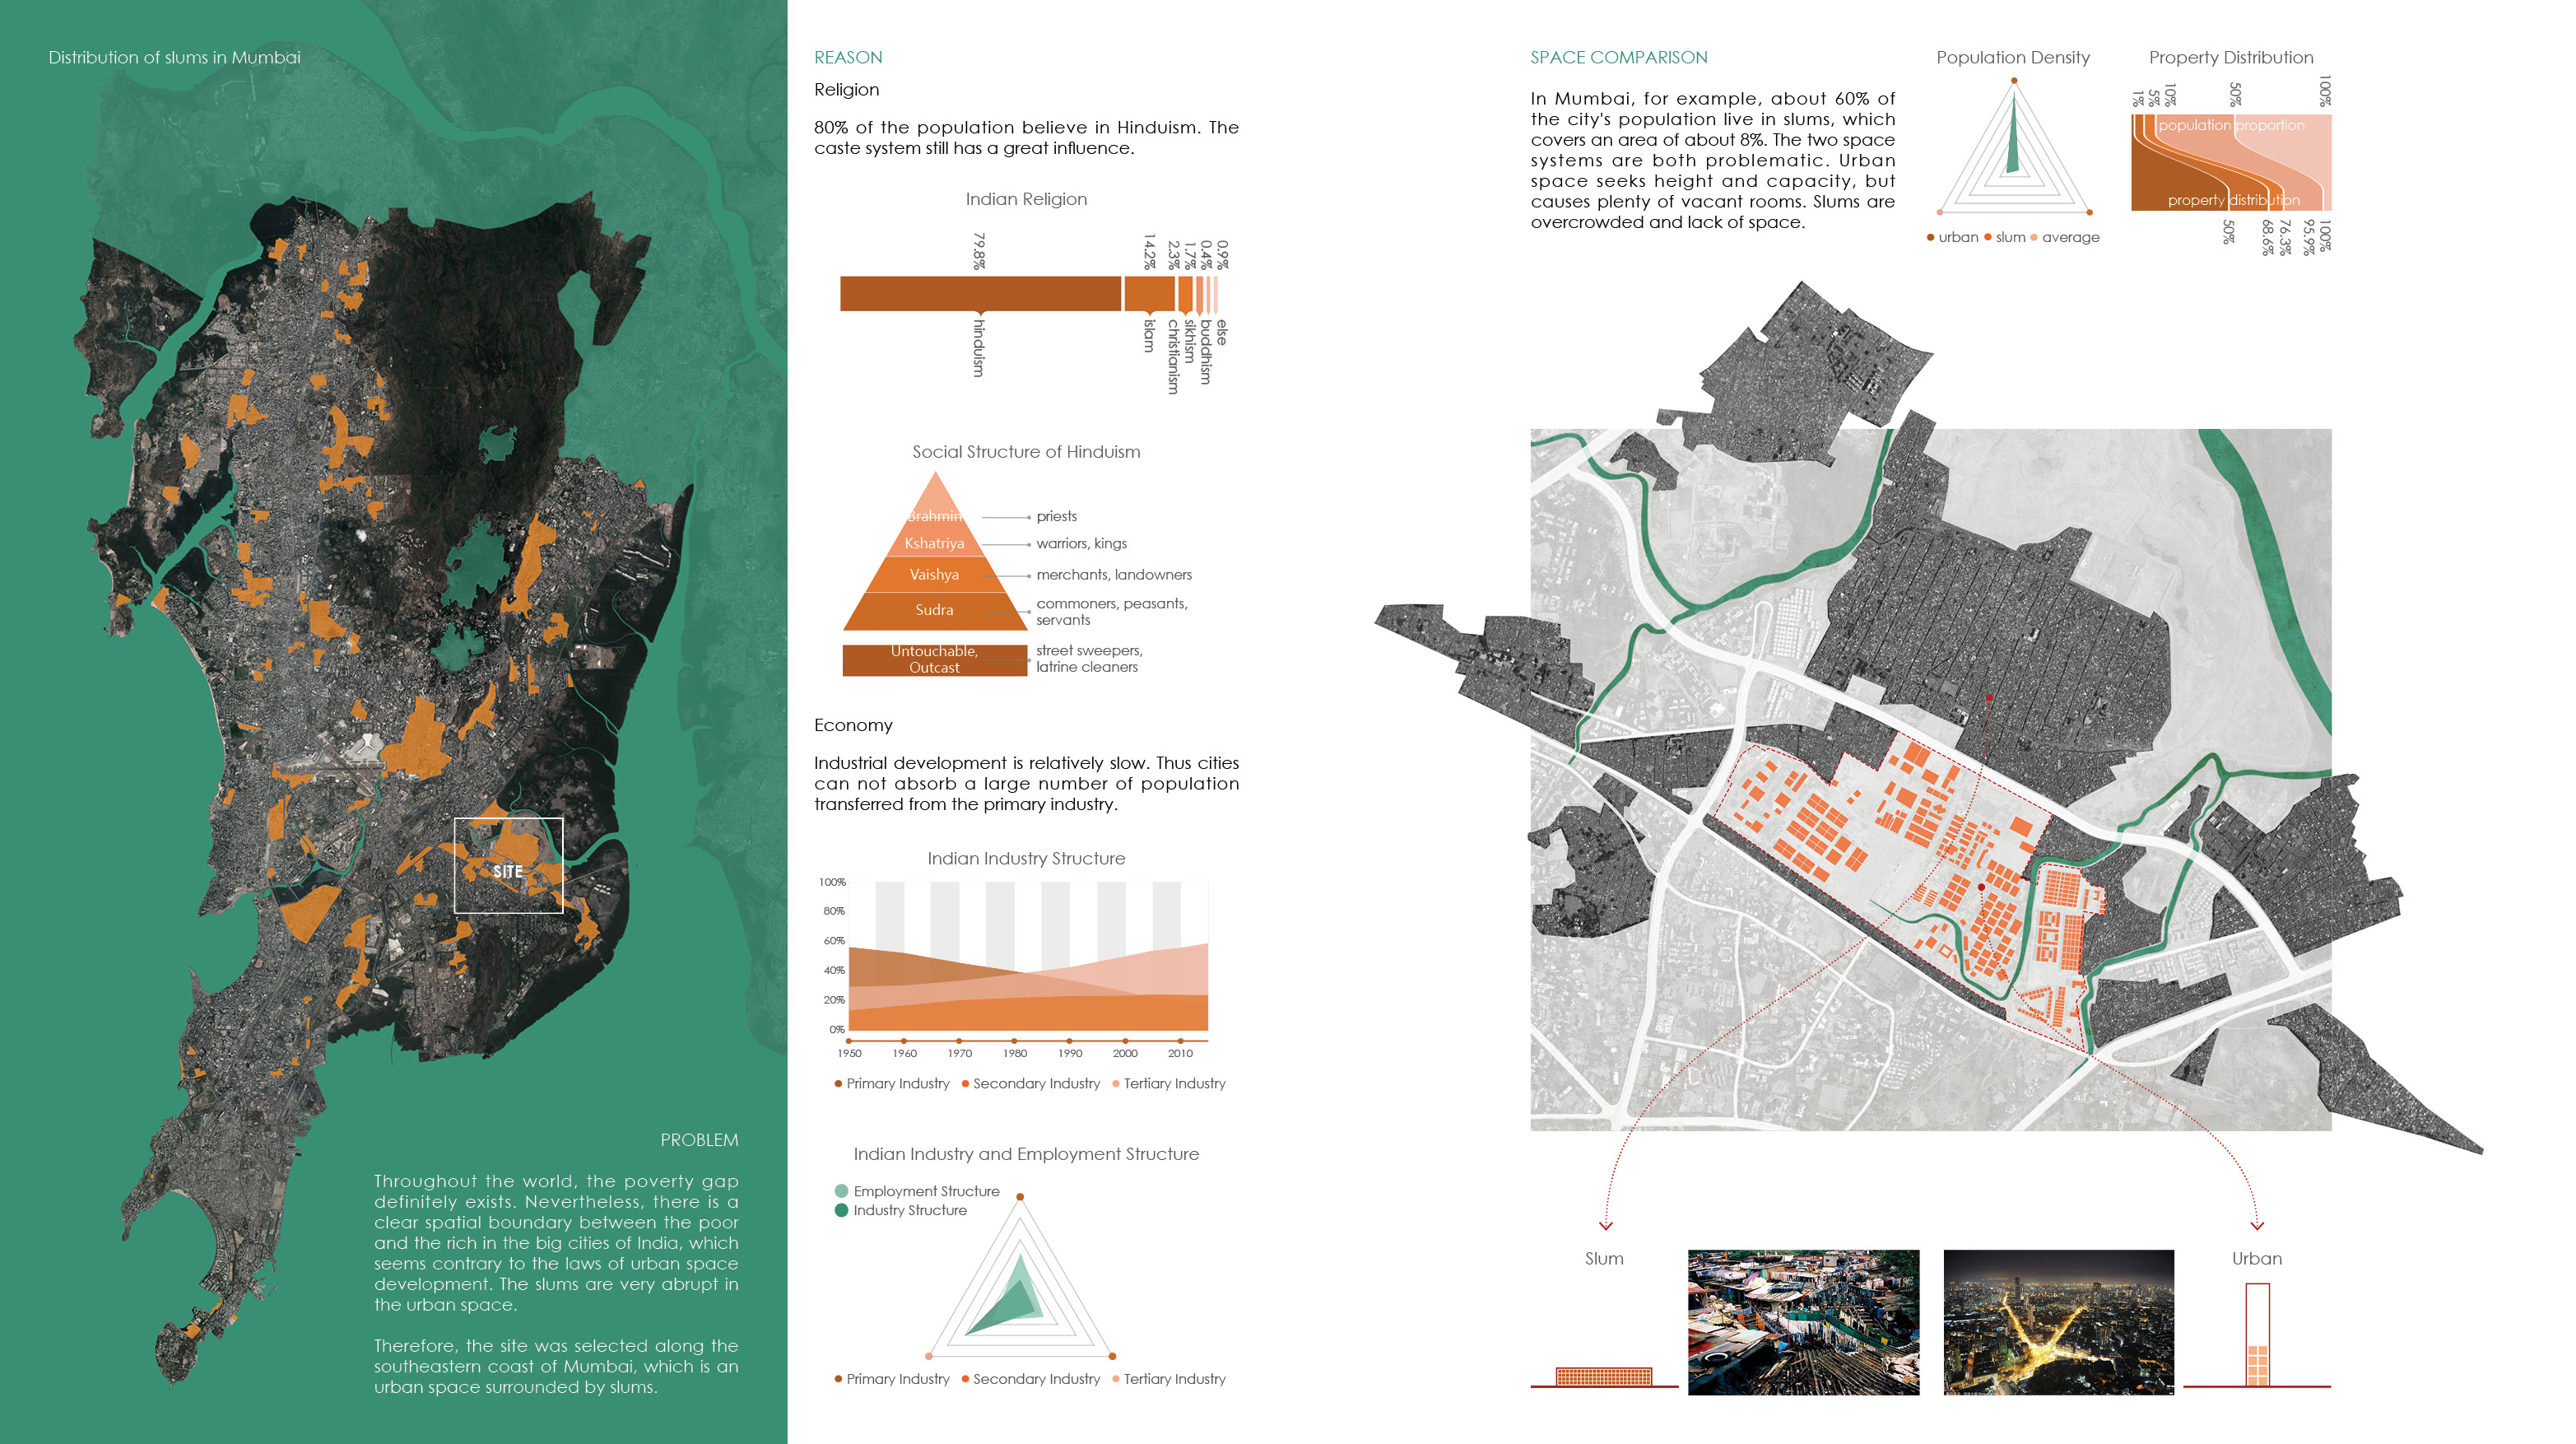 Distribution of slums in Mumbai
SITE
PROBLEM
Throughout the world, the poverty gap
definitely exists. Nevertheless, there is a
clear spatial boundary between the poor
and the rich in the big cities of India, which
seems contrary to the laws of urban space
development. The slums are very abrupt in
the urban space.
Therefore, the site was selected along the
southeastern coast of Mumbai, which is an
urban space surrounded by slums.
REASON
Religion
80% of the population believe in Hinduism. The
caste system still has a great influence.
Indian Religion
79.8%
14.2%
2.3%
1.7%
0.4%
0.9%
hinduism
islam
christianism
sikhism
buddhism
else
Social Structure of Hinduism
Brahmin
priests
Kshatriya
warriors, kings
Vaishya
merchants, landowners
Sudra
commoners, peasants,
servants
Untouchable,
Outcast
street sweepers,
latrine cleaners
Economy
Industrial development is relatively slow. Thus cities
can not absorb a large number of population
transferred from the primary industry.
Indian Industry Structure
100%
80%
60%
40%
20%
0%
1950 1960 1970 1980 1990 2000 2010
Primary Industry Secondary Industry Tertiary Industry
Indian Industry and Employment Structure
Employment Structure
Industry Structure
Primary Industry Secondary Industry Tertiary Industry
SPACE COMPARISON
In Mumbai, for example, about 60% of
the city's population live in slums, which
covers an area of about 8%. The two space
systems are both problematic. Urban
space seeks height and capacity, but
causes plenty of vacant rooms. Slums are
overcrowded and lack of space.
Population Density
urban slum average
Property Distribution
1%
5%
10%
50%
100%
population proportion
property distribution
50%
68.6%
76.3%
95.9%
100%
Slum
Urban